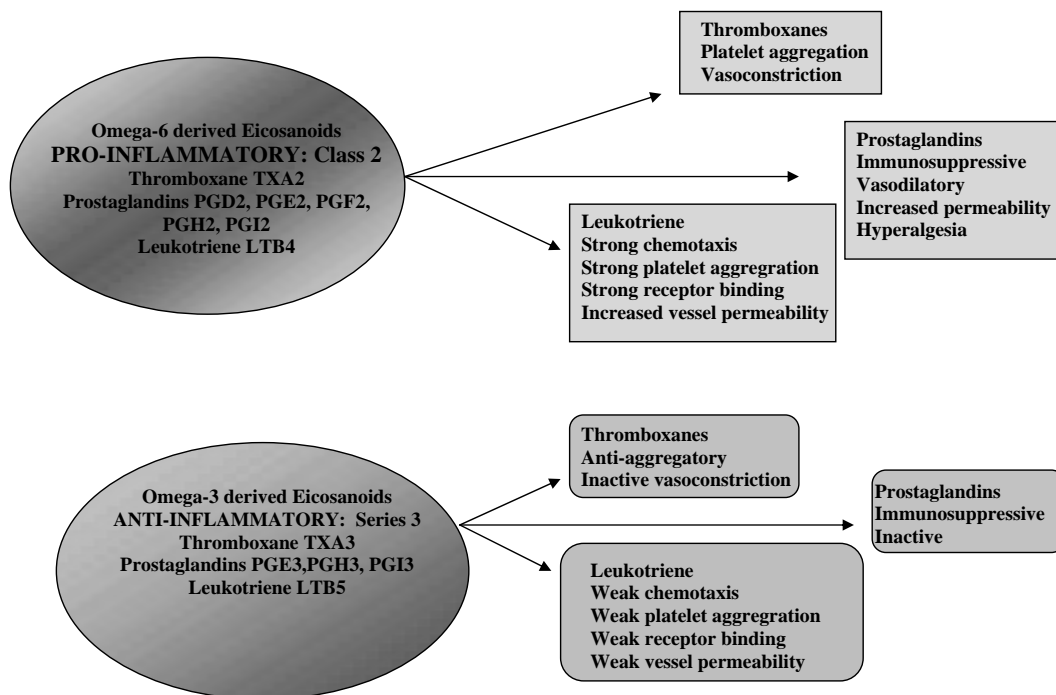 Omega-6 derived Eicosanoids
PRO-INFLAMMATORY: Class 2
Thromboxane TXA2
Prostaglandins PGD2, PGE2, PGF2,
PGH2, PGI2
Leukotriene LTB4
Thromboxanes
Platelet aggregation
Vasoconstriction
Prostaglandins
Immunosuppressive
Vasodilatory
Increased permeability
Hyperalgesia
Leukotriene
Strong chemotaxis
Strong platelet aggregration
Strong receptor binding
Increased vessel permeability
Omega-3 derived Eicosanoids
ANTI-INFLAMMATORY: Series 3
Thromboxane TXA3
Prostaglandins PGE3,PGH3, PGI3
Leukotriene LTB5
Thromboxanes
Anti-aggregatory
Inactive vasoconstriction
Prostaglandins
Immunosuppressive
Inactive
Leukotriene
Weak chemotaxis
Weak platelet aggregration
Weak receptor binding
Weak vessel permeability